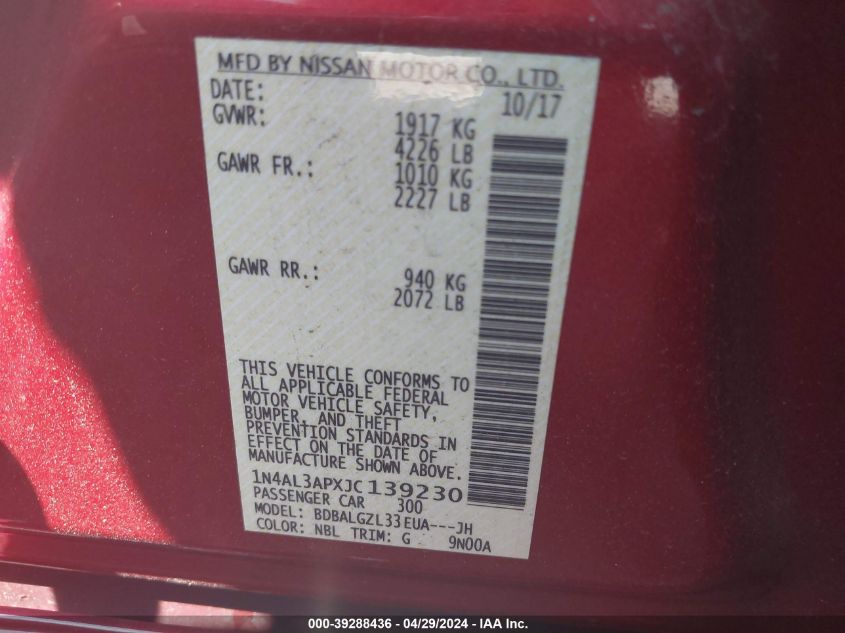 MFD BY NISSAN MOTOR CO., LTD.
DATE: 10/17
GVWR: 1917 KG
4226 LB
GAWR FR.: 1010 KG
2227 LB
GAWR RR.: 940 KG
2072 LB
THIS VEHICLE CONFORMS TO
ALL APPLICABLE FEDERAL
MOTOR VEHICLE SAFETY,
BUMPER, AND THEFT
PREVENTION STANDARDS IN
EFFECT ON THE DATE OF
MANUFACTURE SHOWN ABOVE.
1N4AL3APXJC139230
PASSENGER CAR 300
MODEL: BDBALGZL33EUA---JH
COLOR: NBL TRIM: G 9N00A
000-39288436 - 04/29/2024 - IAA Inc.